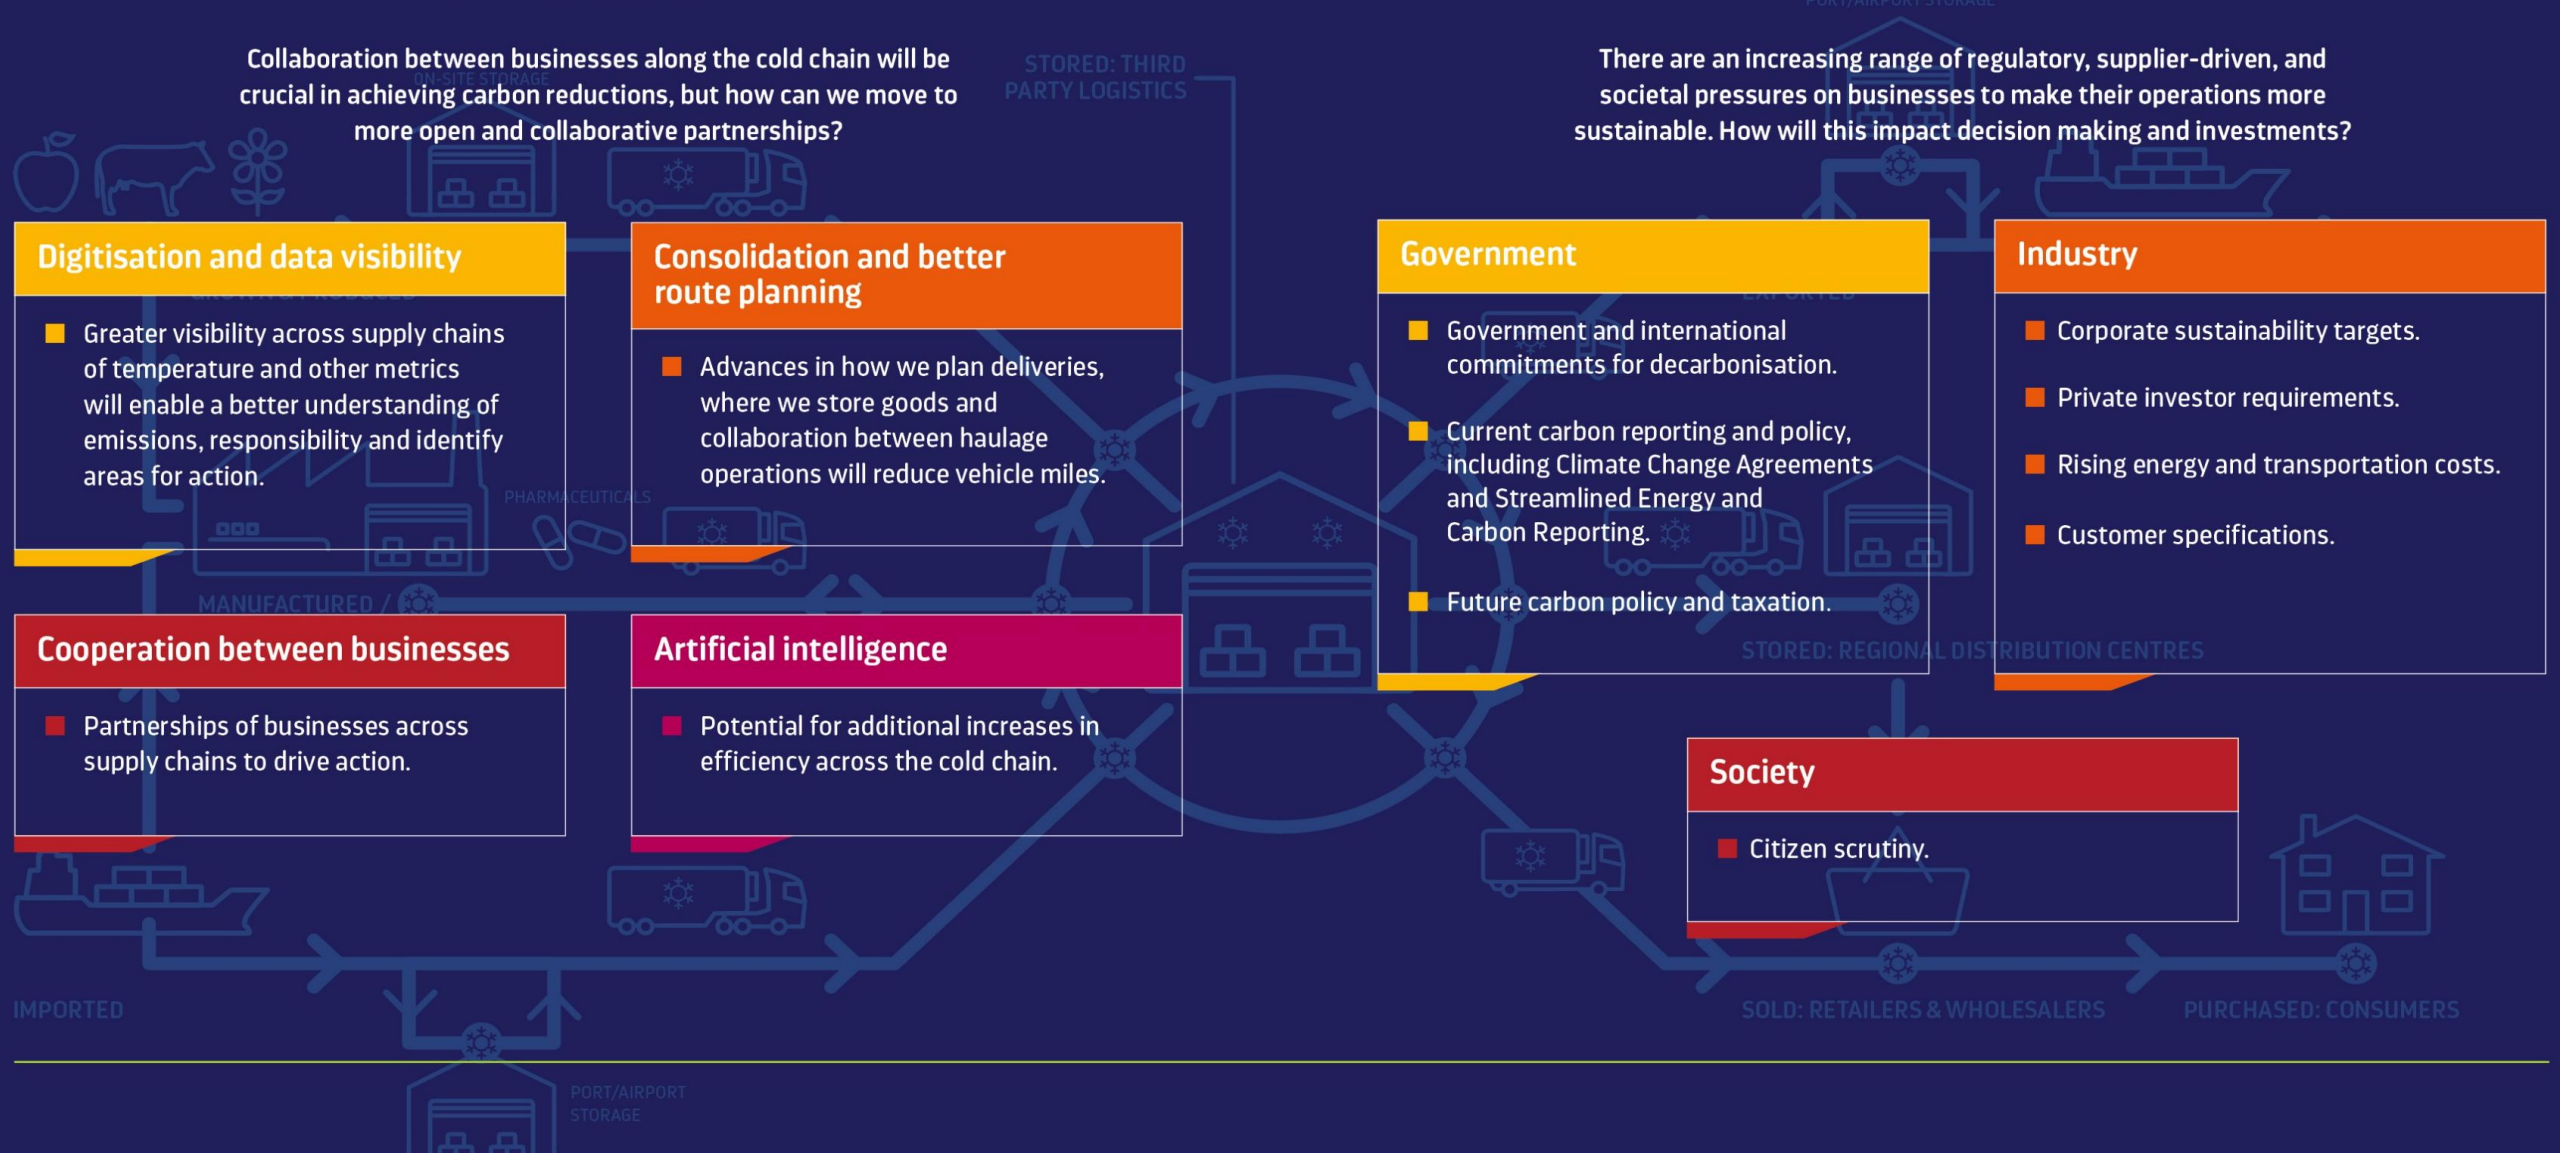 PORT/AIRPORT STORAGE
Collaboration between businesses along the cold chain will be
crucial in achieving carbon reductions, but how can we move to
more open and collaborative partnerships?
ON-SITE STORAGE
STORED: THIRD
PARTY LOGISTICS
Digitisation and data visibility
Greater visibility across supply chains
of temperature and other metrics
will enable a better understanding of
emissions, responsibility and identify
areas for action.
Consolidation and better
route planning
Advances in how we plan deliveries,
where we store goods and
collaboration between haulage
operations will reduce vehicle miles.
PHARMACEUTICALS
MANUFACTURED /
Cooperation between businesses
Partnerships of businesses across
supply chains to drive action.
Artificial intelligence
Potential for additional increases in
efficiency across the cold chain.
There are an increasing range of regulatory, supplier-driven, and
societal pressures on businesses to make their operations more
sustainable. How will this impact decision making and investments?
Government
EXPORTED
Government and international
commitments for decarbonisation.
Current carbon reporting and policy,
including Climate Change Agreements
and Streamlined Energy and
Carbon Reporting.
Future carbon policy and taxation.
Industry
Corporate sustainability targets.
Private investor requirements.
Rising energy and transportation costs.
Customer specifications.
STORED: REGIONAL DISTRIBUTION CENTRES
Society
Citizen scrutiny.
IMPORTED
SOLD: RETAILERS & WHOLESALERS
PURCHASED: CONSUMERS
PORT/AIRPORT
STORAGE